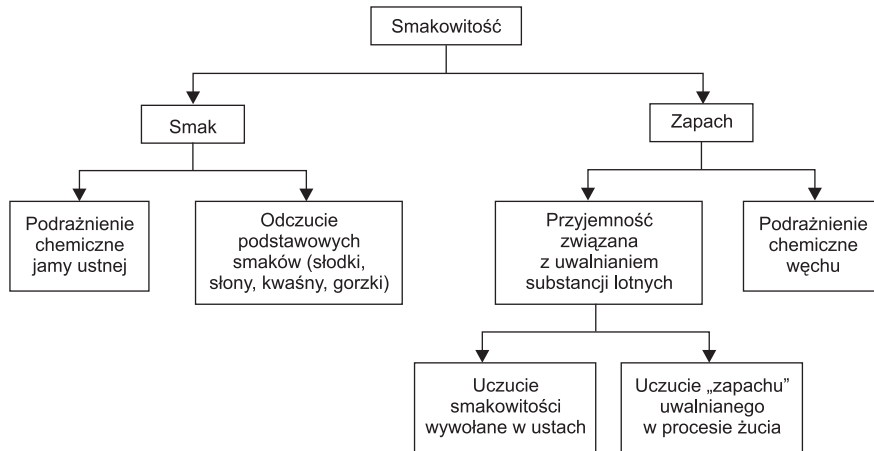 Smakowitość
Smak
Zapach
Podrażnienie
chemiczne
jamy ustnej
Odczucie
podstawowych
smaków (słodki,
słony, kwaśny, gorzki)
Przyjemność
związana
z uwalnianiem
substancji lotnych
Podrażnienie
chemiczne
węchu
Uczucie
smakowitości
wywołane w ustach
Uczucie „zapachu”
uwalnianego
w procesie żucia